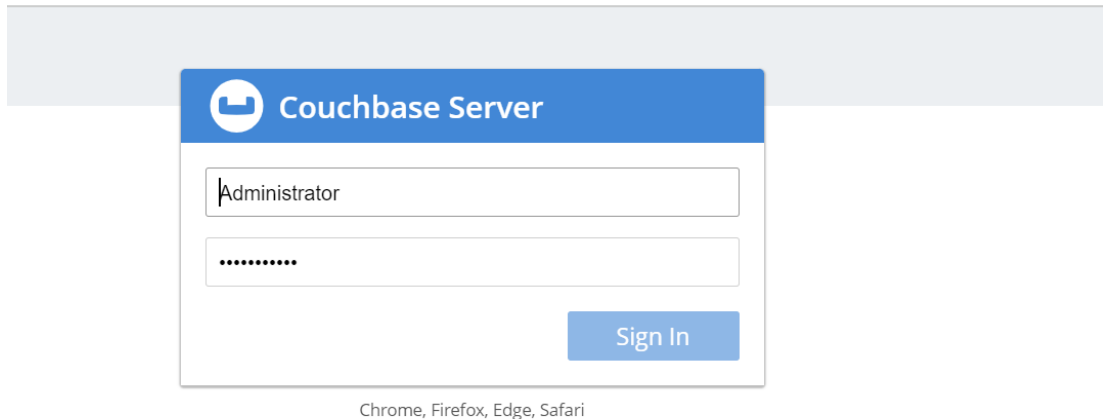 Couchbase Server
Administrator
•••••••••••
Sign In
Chrome, Firefox, Edge, Safari